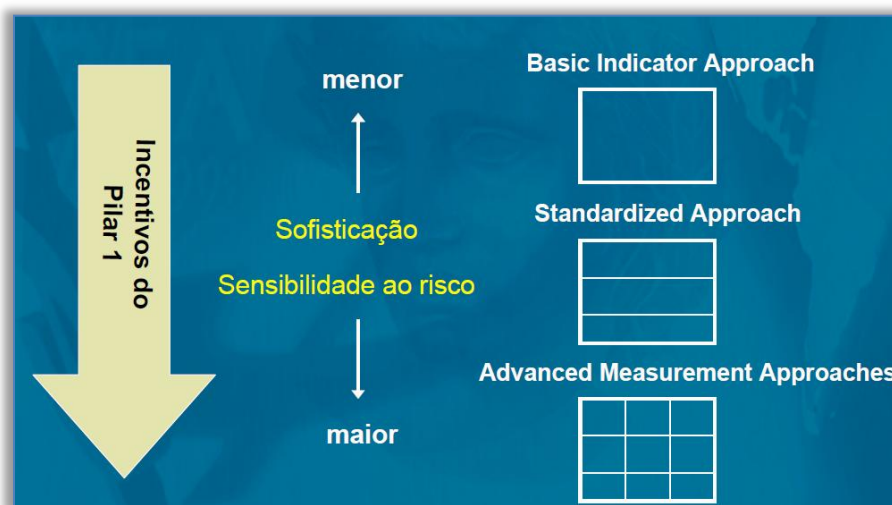 Incentivos do
Pilar 1
menor
Sofisticação
Sensibilidade ao risco
maior
Basic Indicator Approach
Standardized Approach
Advanced Measurement Approaches